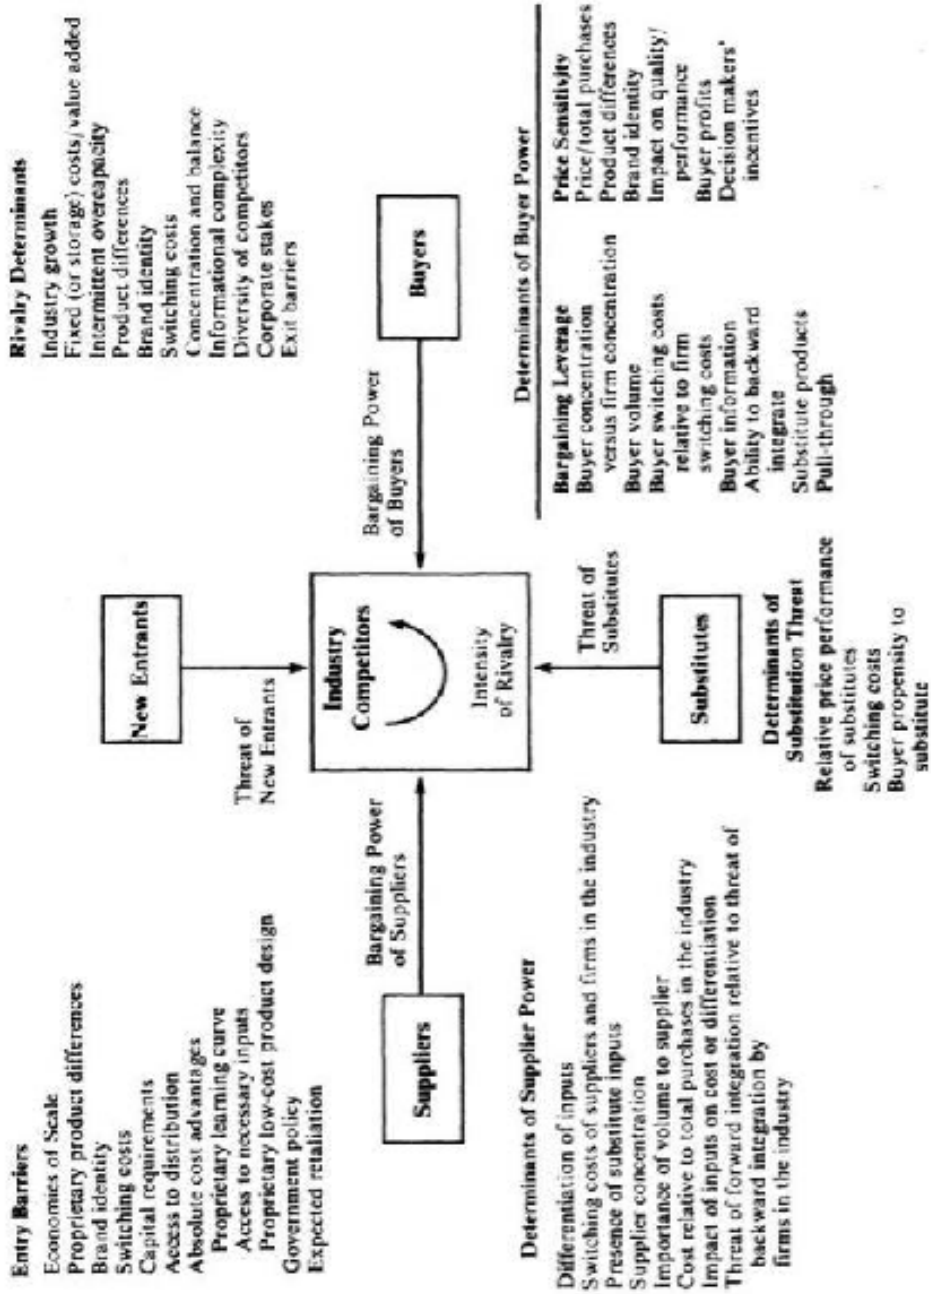 Entry Barriers
Economies of Scale
Proprietary product differences
Brand identity
Switching costs
Capital requirements
Access to distribution
Absolute cost advantages
Proprietary learning curve
Access to necessary inputs
Proprietary low-cost product design
Government policy
Expected retaliation
New Entrants
Threat of
New Entrants
Rivalry Determinants
Industry growth
Fixed (or storage) costs/value added
Intermittent overcapacity
Product differences
Brand identity
Switching costs
Concentration and balance
Informational complexity
Diversity of competitors
Corporate stakes
Exit barriers
Suppliers
Bargaining Power
of Suppliers
Industry
Competitors
Intensity
of Rivalry
Bargaining Power
of Buyers
Buyers
Determinants of Supplier Power
Differentiation of inputs
Switching costs of suppliers and firms in the industry
Presence of substitute inputs
Supplier concentration
Importance of volume to supplier
Cost relative to total purchases in the industry
Impact of inputs on cost or differentiation
Threat of forward integration relative to threat of
backward integration by
firms in the industry
Threat of
Substitutes
Substitutes
Determinants of
Substitution Threat
Relative price performance
of substitutes
Switching costs
Buyer propensity to
substitute
Determinants of Buyer Power
Bargaining Leverage
Buyer concentration
versus firm concentration
Buyer volume
Buyer switching costs
relative to firm
switching costs
Buyer information
Ability to backward
integrate
Substitute products
Pull-through
Price Sensitivity
Price/total purchases
Product differences
Brand identity
Impact on quality/
performance
Buyer profits
Decision makers'
incentives